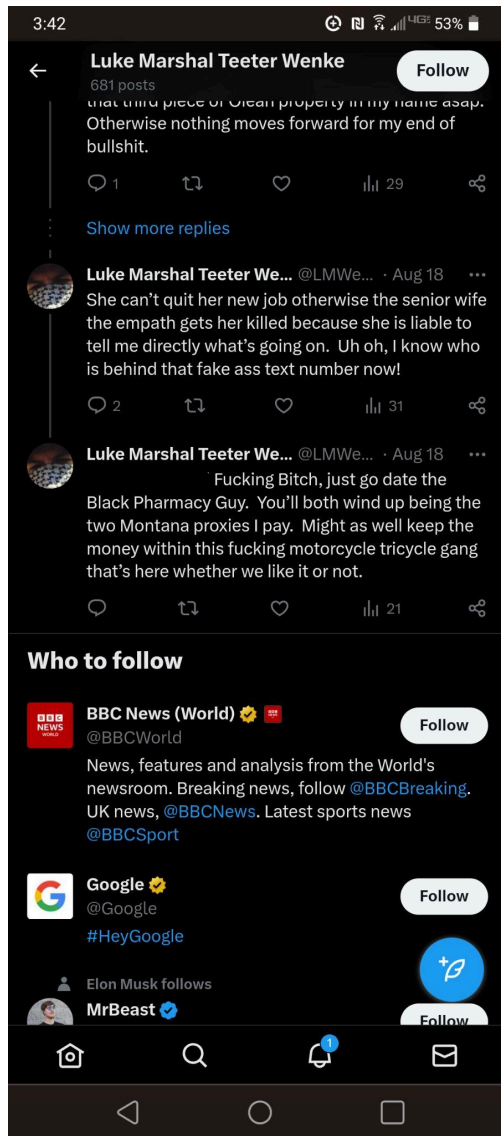 3:42
4GE 53%
Luke Marshal Teeter Wenke
681 posts
Follow
that third piece of Olean property in my name asap.
Otherwise nothing moves forward for my end of
bullshit.
1
29
Show more replies
Luke Marshal Teeter We... @LMWe... · Aug 18
She can't quit her new job otherwise the senior wife
the empath gets her killed because she is liable to
tell me directly what's going on. Uh oh, I know who
is behind that fake ass text number now!
2
31
Luke Marshal Teeter We... @LMWe... · Aug 18
Fucking Bitch, just go date the
Black Pharmacy Guy. You'll both wind up being the
two Montana proxies I pay. Might as well keep the
money within this fucking motorcycle tricycle gang
that's here whether we like it or not.
21
Who to follow
BBC NEWS WORLD
BBC News (World)
@BBCWorld
Follow
News, features and analysis from the World's
newsroom. Breaking news, follow @BBCBreaking.
UK news, @BBCNews. Latest sports news
@BBCSport
Google
@Google
Follow
#HeyGoogle
Elon Musk follows
MrBeast
Follow
1